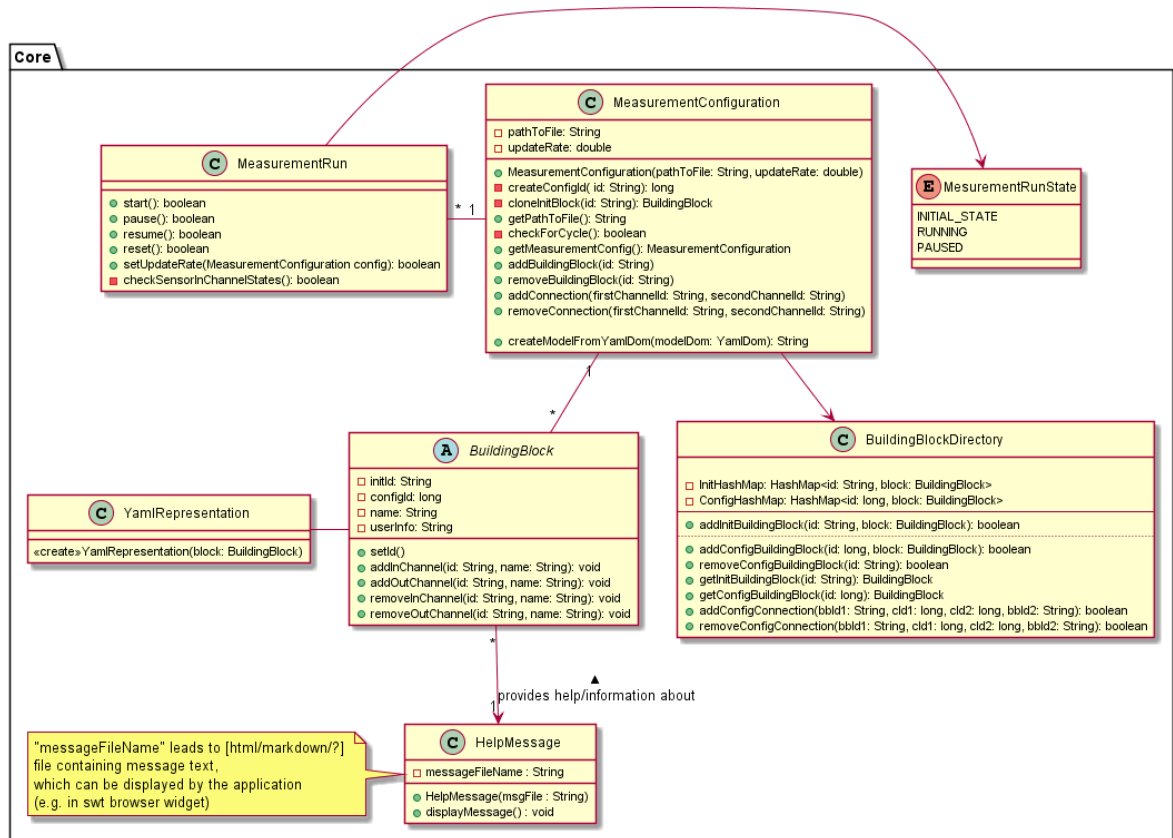 Core
C MeasurementConfiguration
pathToFile: String
updateRate: double
MeasurementConfiguration(pathToFile: String, updateRate: double)
createConfigId( id: String): long
cloneInitBlock(id: String): BuildingBlock
getPathToFile(): String
checkForCycle(): boolean
getMeasurementConfig(): MeasurementConfiguration
addBuildingBlock(id: String)
removeBuildingBlock(id: String)
addConnection(firstChannelId: String, secondChannelId: String)
removeConnection(firstChannelId: String, secondChannelId: String)
createModelFromYamlDom(modelDom: YamlDom): String
C MeasurementRun
start(): boolean
pause(): boolean
resume(): boolean
reset(): boolean
setUpdateRate(MeasurementConfiguration config): boolean
checkSensorInChannelStates(): boolean
* 1
E MesurementRunState
INITIAL_STATE
RUNNING
PAUSED
1
*
A BuildingBlock
initId: String
configId: long
name: String
userInfo: String
setId()
addInChannel(id: String, name: String): void
addOutChannel(id: String, name: String): void
removeInChannel(id: String, name: String): void
removeOutChannel(id: String, name: String): void
C BuildingBlockDirectory
InitHashMap: HashMap<id: String, block: BuildingBlock>
ConfigHashMap: HashMap<id: long, block: BuildingBlock>
addInitBuildingBlock(id: String, block: BuildingBlock): boolean
addConfigBuildingBlock(id: long, block: BuildingBlock): boolean
removeConfigBuildingBlock(id: String): boolean
getInitBuildingBlock(id: String): BuildingBlock
getConfigBuildingBlock(id: long): BuildingBlock
addConfigConnection(bbId1: String, cId1: long, cId2: long, bbId2: String): boolean
removeConfigConnection(bbId1: String, cId1: long, cId2: long, bbId2: String): boolean
C YamlRepresentation
«create»YamlRepresentation(block: BuildingBlock)
*
provides help/information about
1
C HelpMessage
messageFileName : String
HelpMessage(msgFile : String)
displayMessage() : void
"messageFileName" leads to [html/markdown/?]
file containing message text,
which can be displayed by the application
(e.g. in swt browser widget)